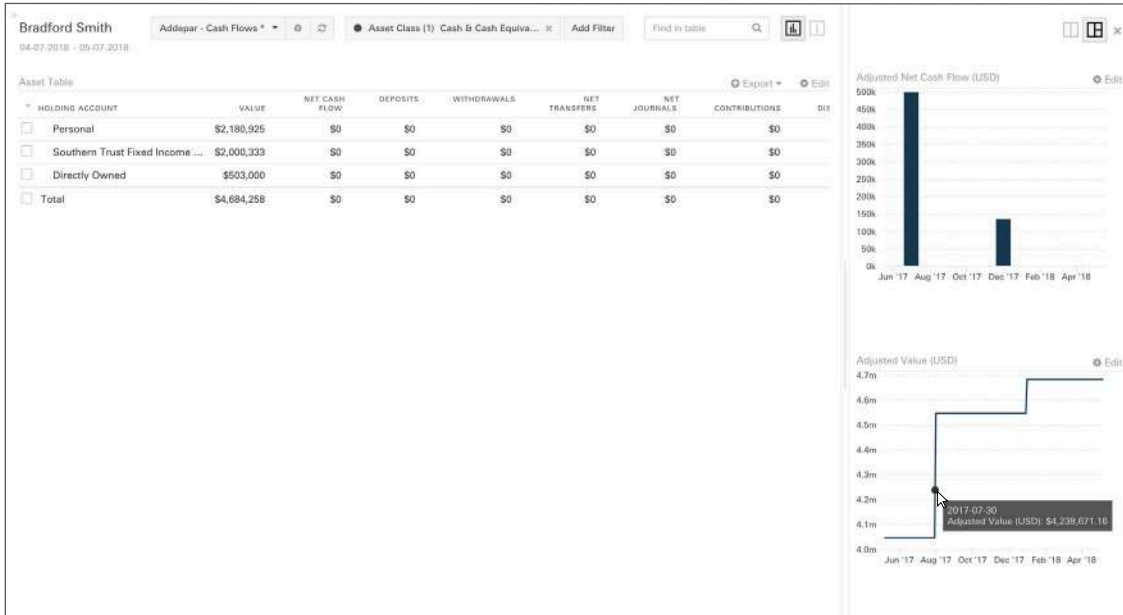 Bradford Smith
04-07-2018 – 05-07-2018
Addepar - Cash Flows *
Asset Class (1) Cash & Cash Equiva...
Add Filter
Find in table
Asset Table
Export
Edit
HOLDING ACCOUNT VALUE NET CASH FLOW DEPOSITS WITHDRAWALS NET TRANSFERS NET JOURNALS CONTRIBUTIONS DIS
Personal $2,180,925 $0 $0 $0 $0 $0 $0
Southern Trust Fixed Income ... $2,000,333 $0 $0 $0 $0 $0 $0
Directly Owned $503,000 $0 $0 $0 $0 $0 $0
Total $4,684,258 $0 $0 $0 $0 $0 $0
Adjusted Net Cash Flow (USD) Edit
500k
450k
400k
350k
300k
250k
200k
150k
100k
50k
0k
Jun '17 Aug '17 Oct '17 Dec '17 Feb '18 Apr '18
Adjusted Value (USD) Edit
4.7m
4.6m
4.5m
4.4m
4.3m
4.2m
4.1m
4.0m
2017-07-30
Adjusted Value (USD): $4,239,671.16
Jun '17 Aug '17 Oct '17 Dec '17 Feb '18 Apr '18